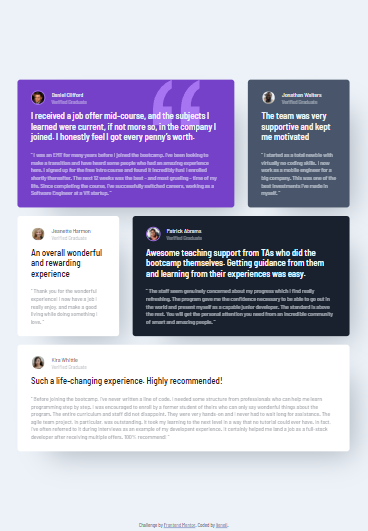 Daniel Clifford
Verified Graduate
I received a job offer mid-course, and the subjects I
learned were current, if not more so, in the company I
joined. I honestly feel I got every penny's worth.
" I was an EMT for many years before I joined the bootcamp. I've been looking to
make a transition and have heard some people who had an amazing experience
here. I signed up for the free intro course and found it incredibly fun! I enrolled
shortly thereafter. The next 12 weeks was the best - and most grueling - time of my
life. Since completing the course, I've successfully switched careers, working as a
Software Engineer at a VR startup. "
Jonathan Walters
Verified Graduate
The team was very
supportive and kept
me motivated
" I started as a total newbie with
virtually no coding skills. I now
work as a mobile engineer for a
big company. This was one of the
best investments I've made in
myself. "
Jeanette Harmon
Verified Graduate
An overall wonderful
and rewarding
experience
" Thank you for the wonderful
experience! I now have a job I
really enjoy, and make a good
living while doing something I
love. "
Patrick Abrams
Verified Graduate
Awesome teaching support from TAs who did the
bootcamp themselves. Getting guidance from them
and learning from their experiences was easy.
" The staff seem genuinely concerned about my progress which I find really
refreshing. The program gave me the confidence necessary to be able to go out in
the world and present myself as a capable junior developer. The standard is above
the rest. You will get the personal attention you need from an incredible community
of smart and amazing people. "
Kira Whittle
Verified Graduate
Such a life-changing experience. Highly recommended!
" Before joining the bootcamp, I've never written a line of code. I needed some structure from professionals who can help me learn
programming step by step. I was encouraged to enroll by a former student of theirs who can only say wonderful things about the
program. The entire curriculum and staff did not disappoint. They were very hands-on and I never had to wait long for assistance. The
agile team project, in particular, was outstanding. It took my learning to the next level in a way that no tutorial could ever have. In fact,
I've often referred to it during interviews as an example of my developent experience. It certainly helped me land a job as a full-stack
developer after receiving multiple offers. 100% recommend! "
Challenge by Frontend Mentor. Coded by